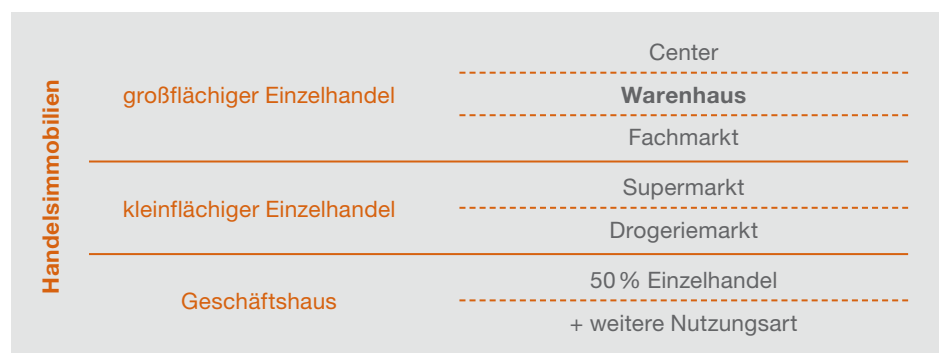 Handelsimmobilien
großflächiger Einzelhandel
Center
Warenhaus
Fachmarkt
kleinflächiger Einzelhandel
Supermarkt
Drogeriemarkt
Geschäftshaus
50 % Einzelhandel
+ weitere Nutzungsart